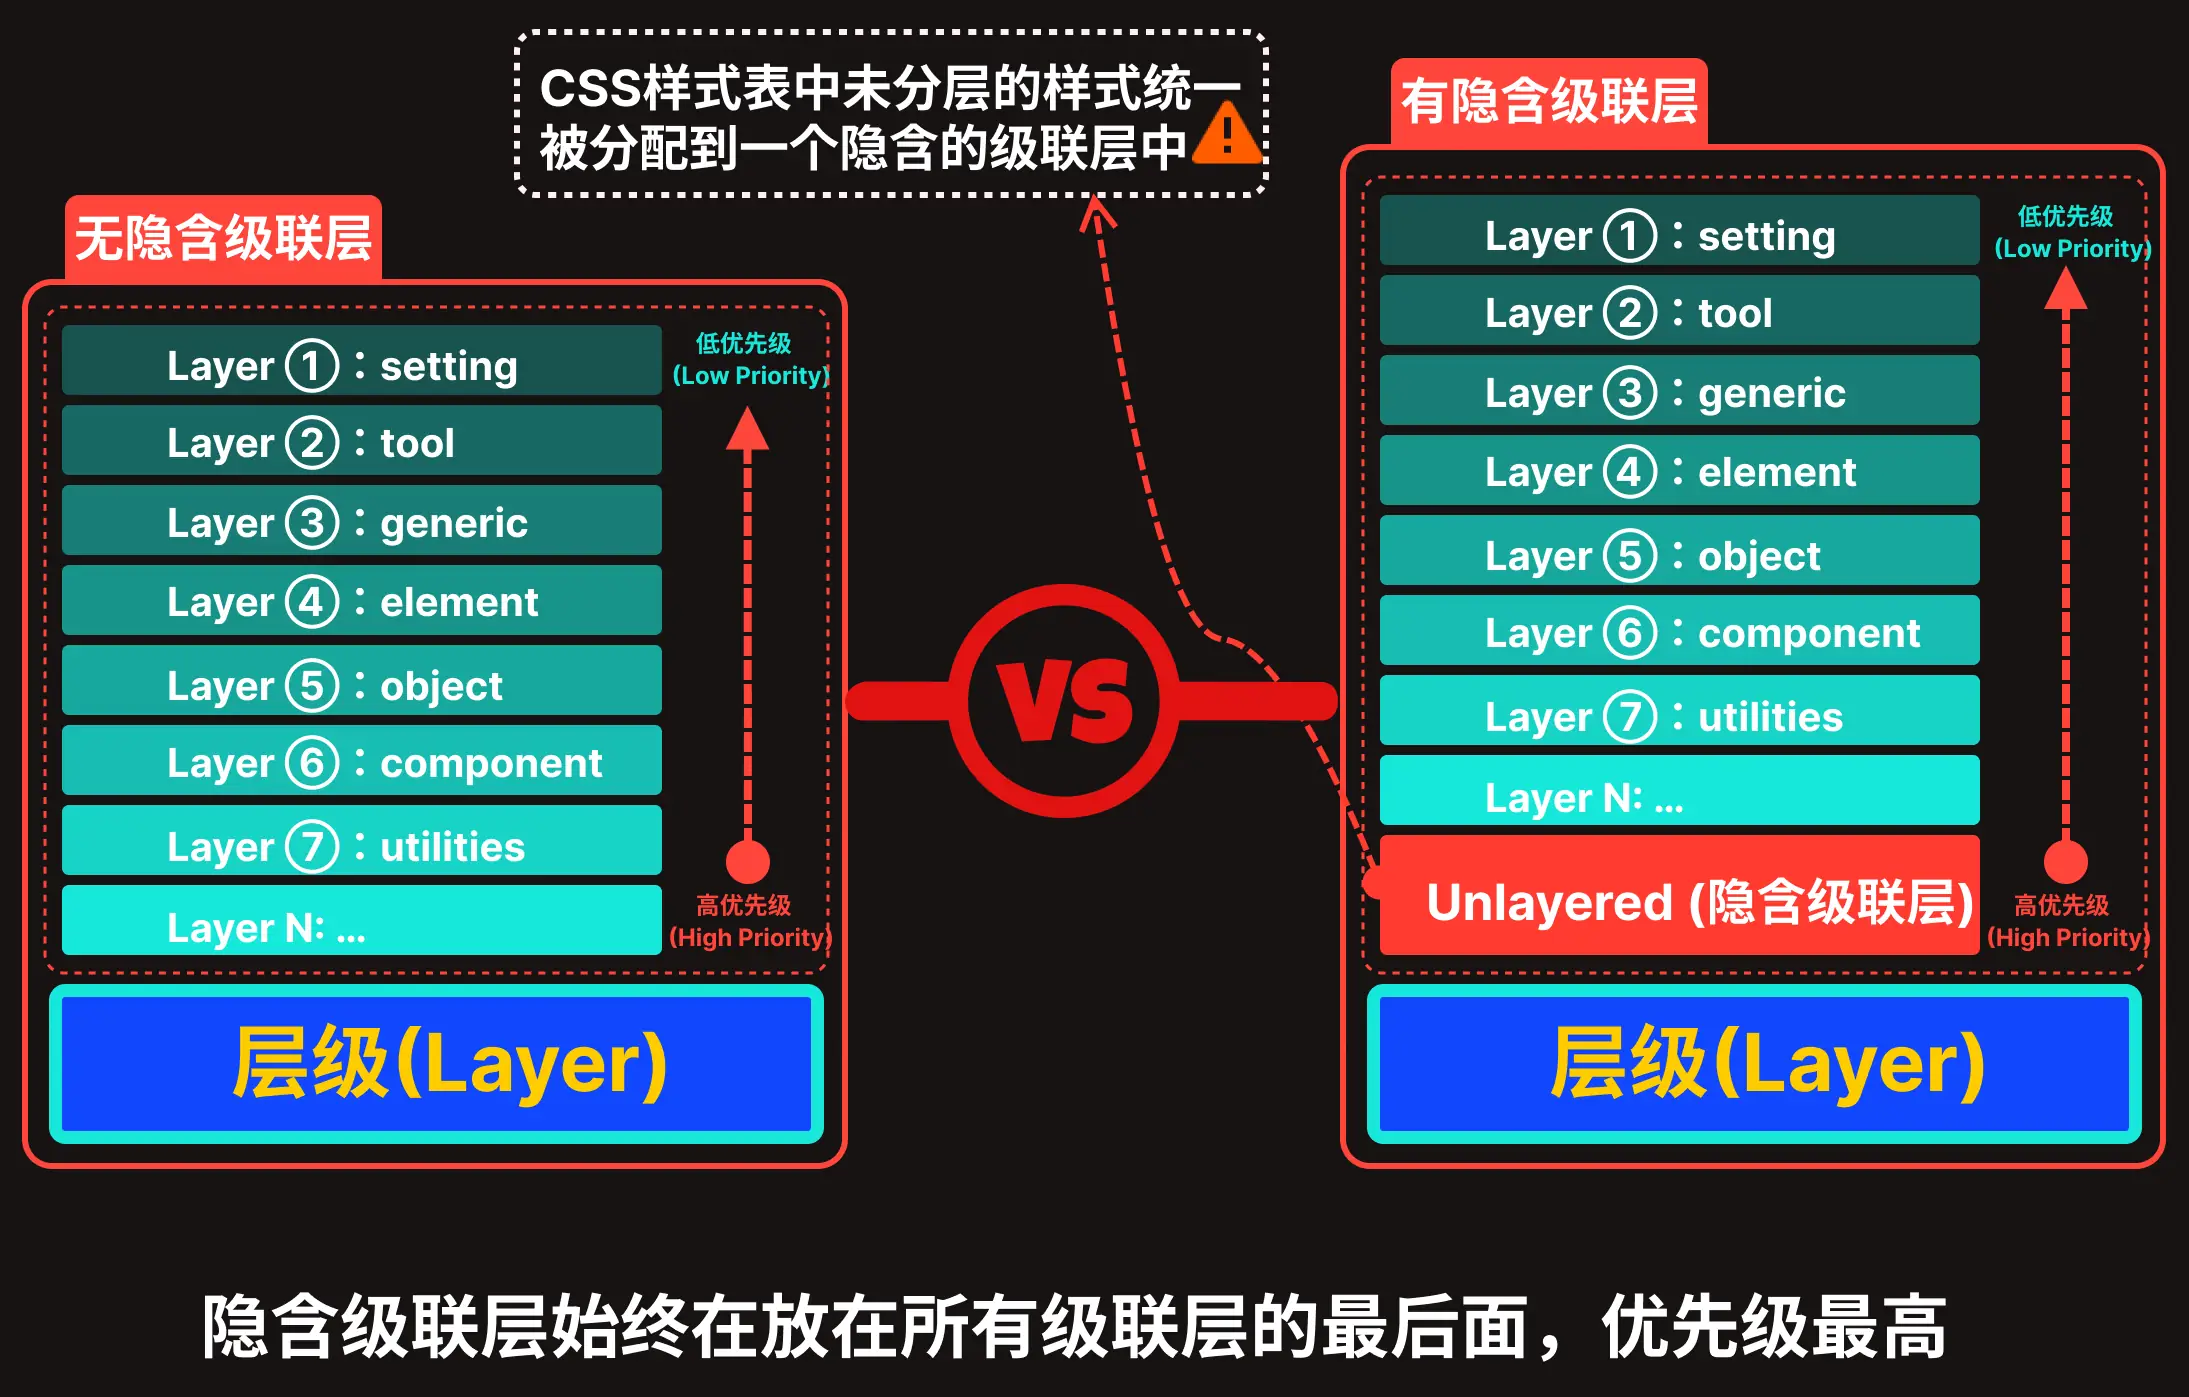 CSS样式表中未分层的样式统一
被分配到一个隐含的级联层中
无隐含级联层
Layer ①：setting
Layer ②：tool
Layer ③：generic
Layer ④：element
Layer ⑤：object
Layer ⑥：component
Layer ⑦：utilities
Layer N: ...
低优先级
(Low Priority)
高优先级
(High Priority)
层级(Layer)
VS
有隐含级联层
Layer ①：setting
Layer ②：tool
Layer ③：generic
Layer ④：element
Layer ⑤：object
Layer ⑥：component
Layer ⑦：utilities
Layer N: ...
Unlayered (隐含级联层)
低优先级
(Low Priority)
高优先级
(High Priority)
层级(Layer)
隐含级联层始终在放在所有级联层的最后面，优先级最高